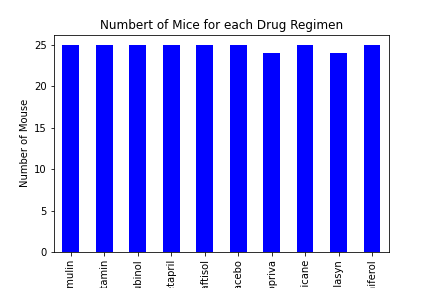 Numbert of Mice for each Drug Regimen
Number of Mouse
25
20
15
10
5
0
mulin
tamin
ubinol
tapril
aftisol
acebo
opriva
icane
lasyn
iferol